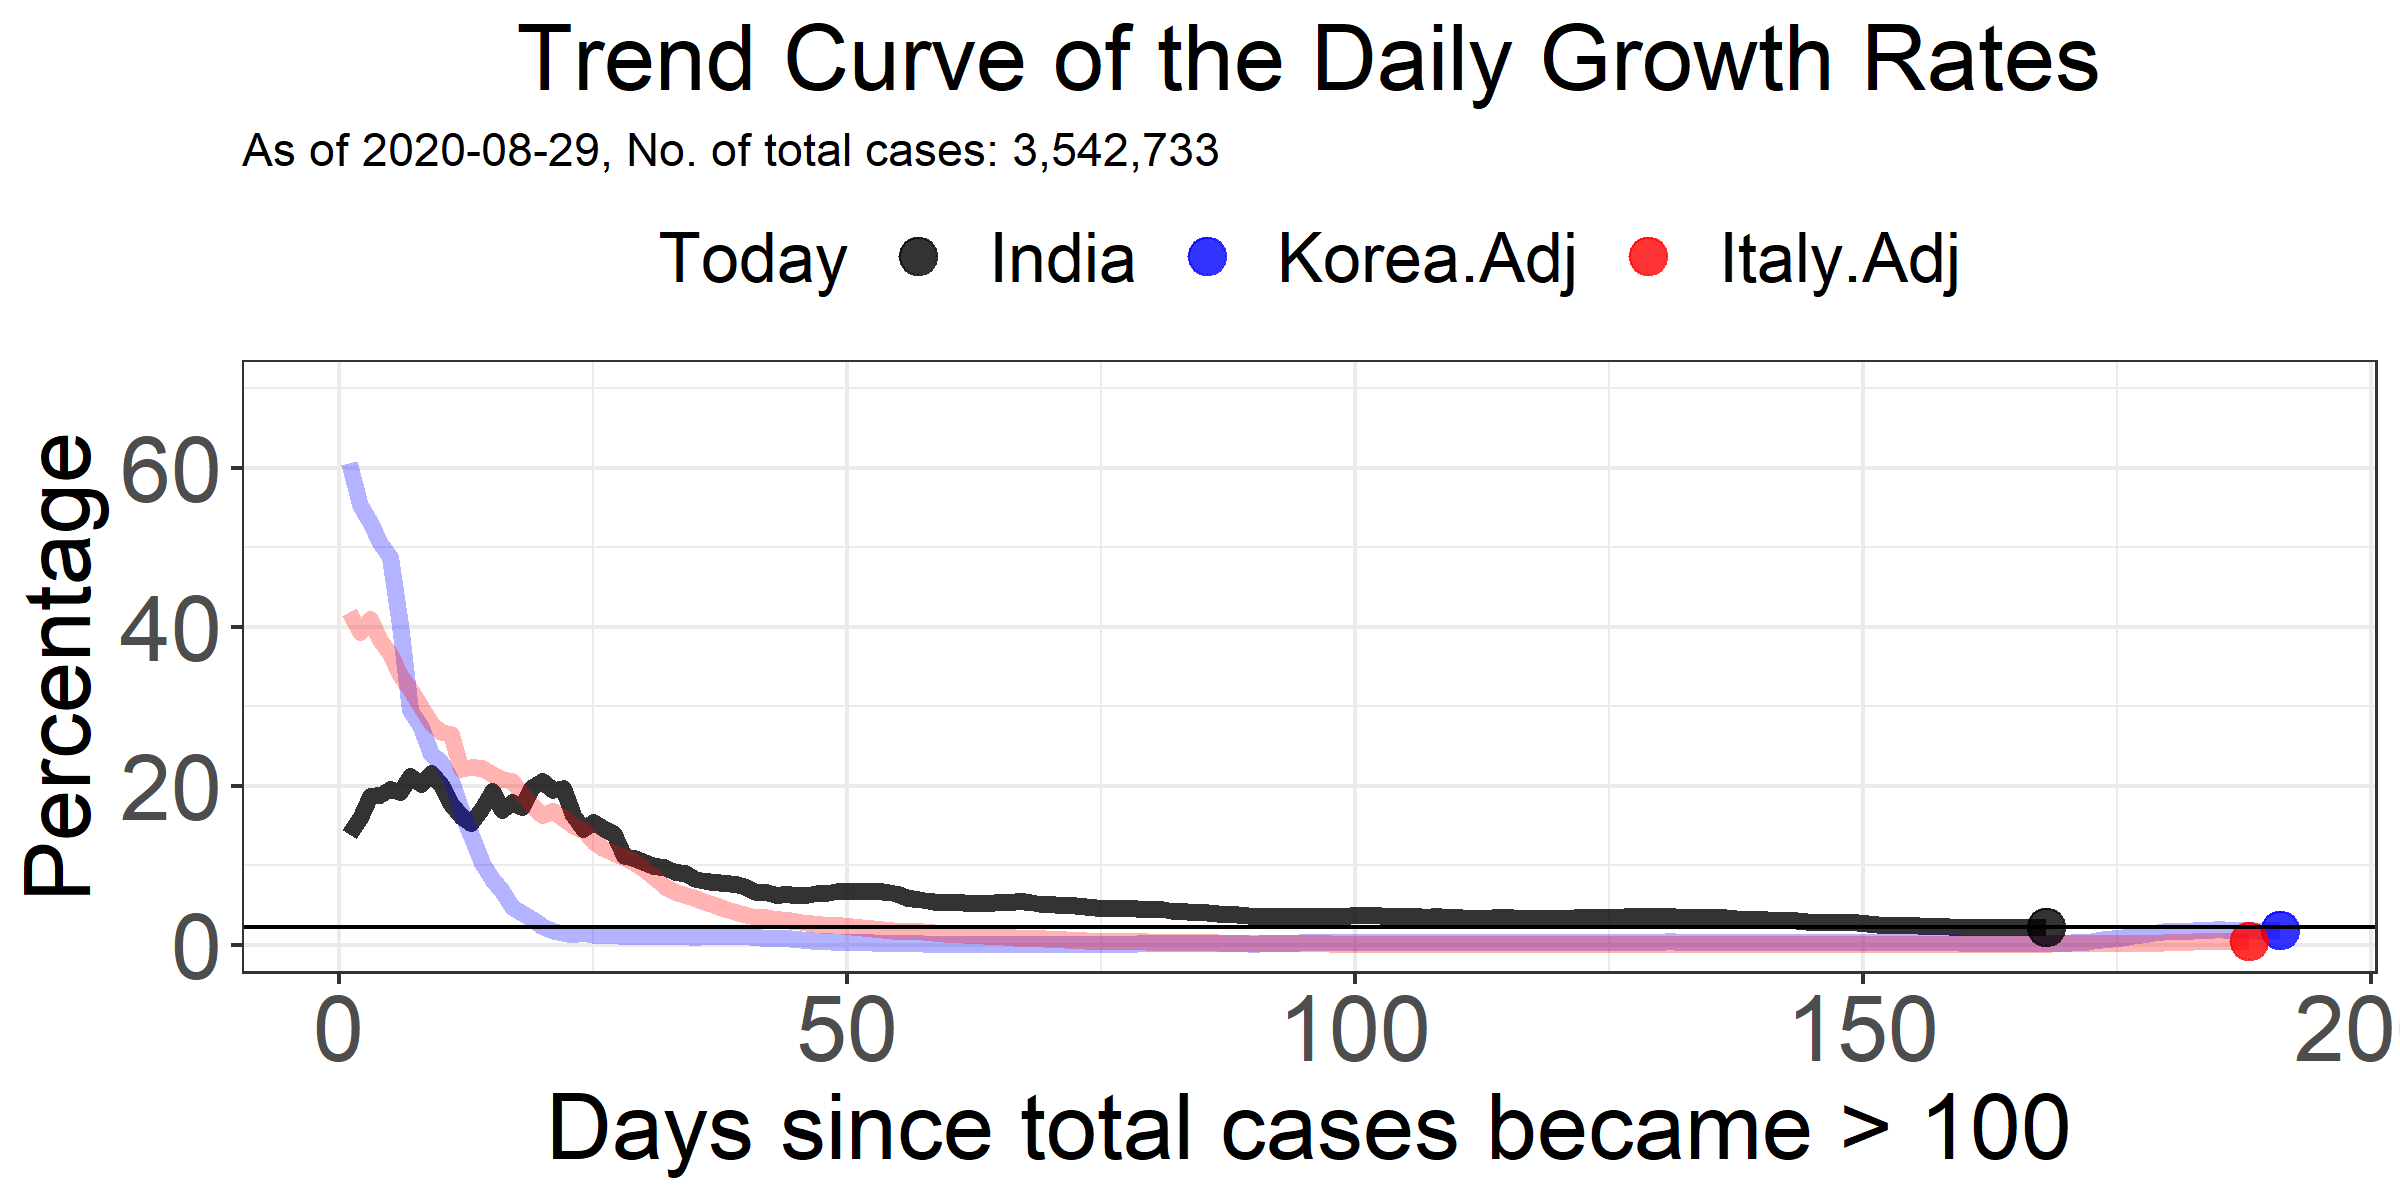 Trend Curve of the Daily Growth Rates
As of 2020-08-29, No. of total cases: 3,542,733
Today India Korea.Adj Italy.Adj
Percentage
60
40
20
0
0 50 100 150 20
Days since total cases became > 100